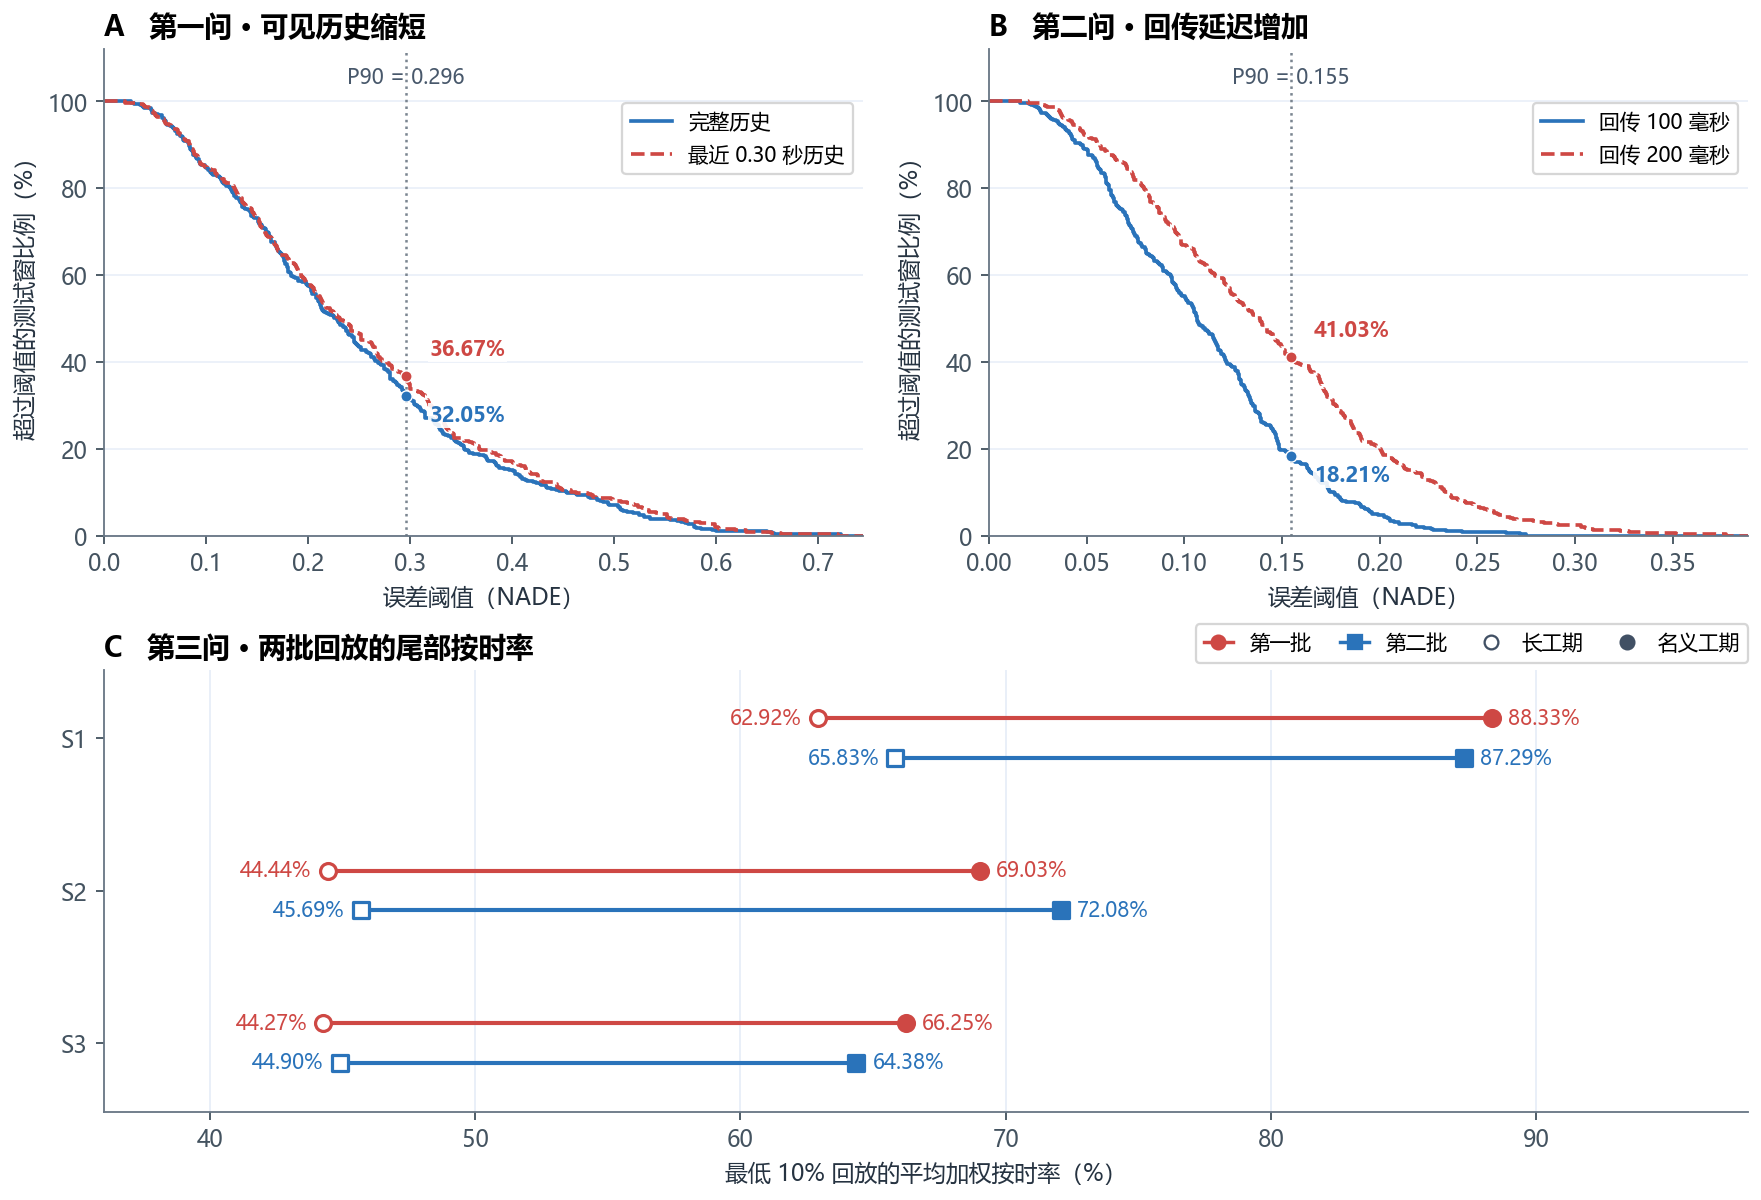 A 第一问·可见历史缩短
P90 = 0.296
完整历史
最近 0.30 秒历史
超过阈值的测试窗比例（%）
100
80
60
40
20
0
36.67%
32.05%
0.0 0.1 0.2 0.3 0.4 0.5 0.6 0.7
误差阈值（NADE）
B 第二问·回传延迟增加
P90 = 0.155
回传 100 毫秒
回传 200 毫秒
超过阈值的测试窗比例（%）
100
80
60
40
20
0
41.03%
18.21%
0.00 0.05 0.10 0.15 0.20 0.25 0.30 0.35
误差阈值（NADE）
C 第三问·两批回放的尾部按时率
第一批 第二批 长工期 名义工期
S1
62.92% 88.33%
65.83% 87.29%
S2
44.44% 69.03%
45.69% 72.08%
S3
44.27% 66.25%
44.90% 64.38%
40 50 60 70 80 90
最低 10% 回放的平均加权按时率（%）